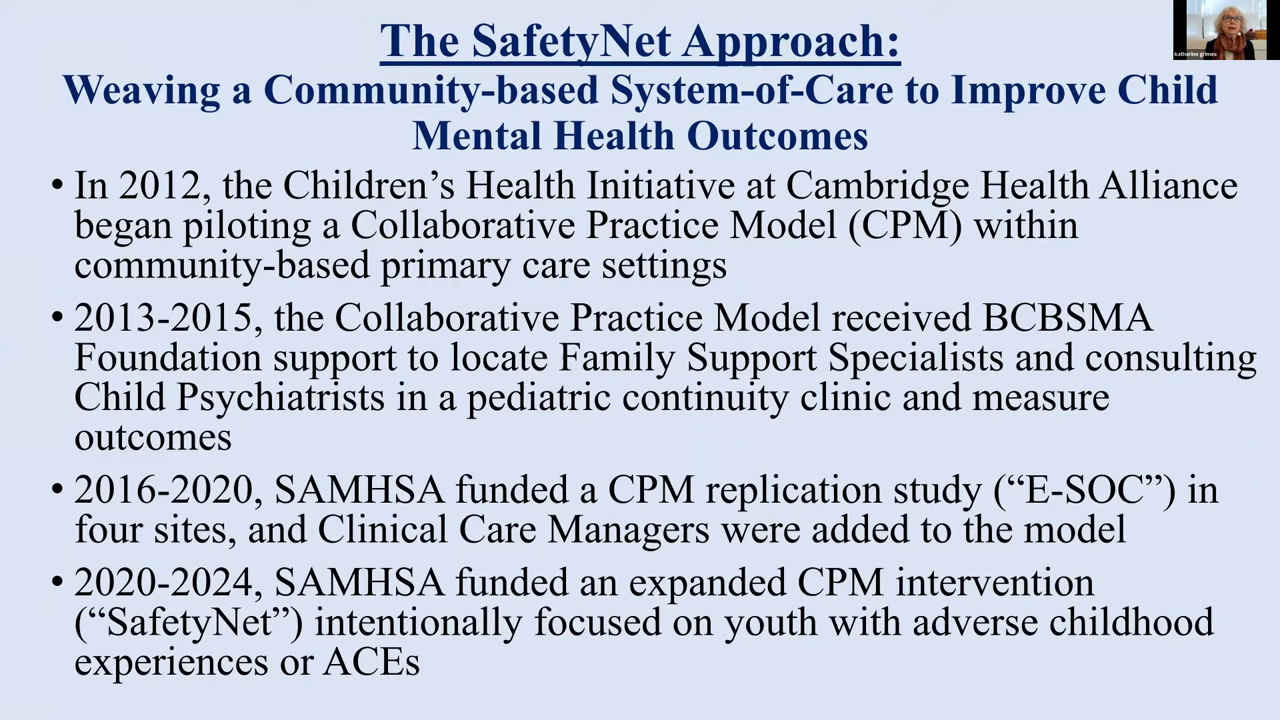 The SafetyNet Approach:
Weaving a Community-based System-of-Care to Improve Child
Mental Health Outcomes
• In 2012, the Children’s Health Initiative at Cambridge Health Alliance
began piloting a Collaborative Practice Model (CPM) within
community-based primary care settings
• 2013-2015, the Collaborative Practice Model received BCBSMA
Foundation support to locate Family Support Specialists and consulting
Child Psychiatrists in a pediatric continuity clinic and measure
outcomes
• 2016-2020, SAMHSA funded a CPM replication study (“E-SOC”) in
four sites, and Clinical Care Managers were added to the model
• 2020-2024, SAMHSA funded an expanded CPM intervention
(“SafetyNet”) intentionally focused on youth with adverse childhood
experiences or ACEs
katherine grimes